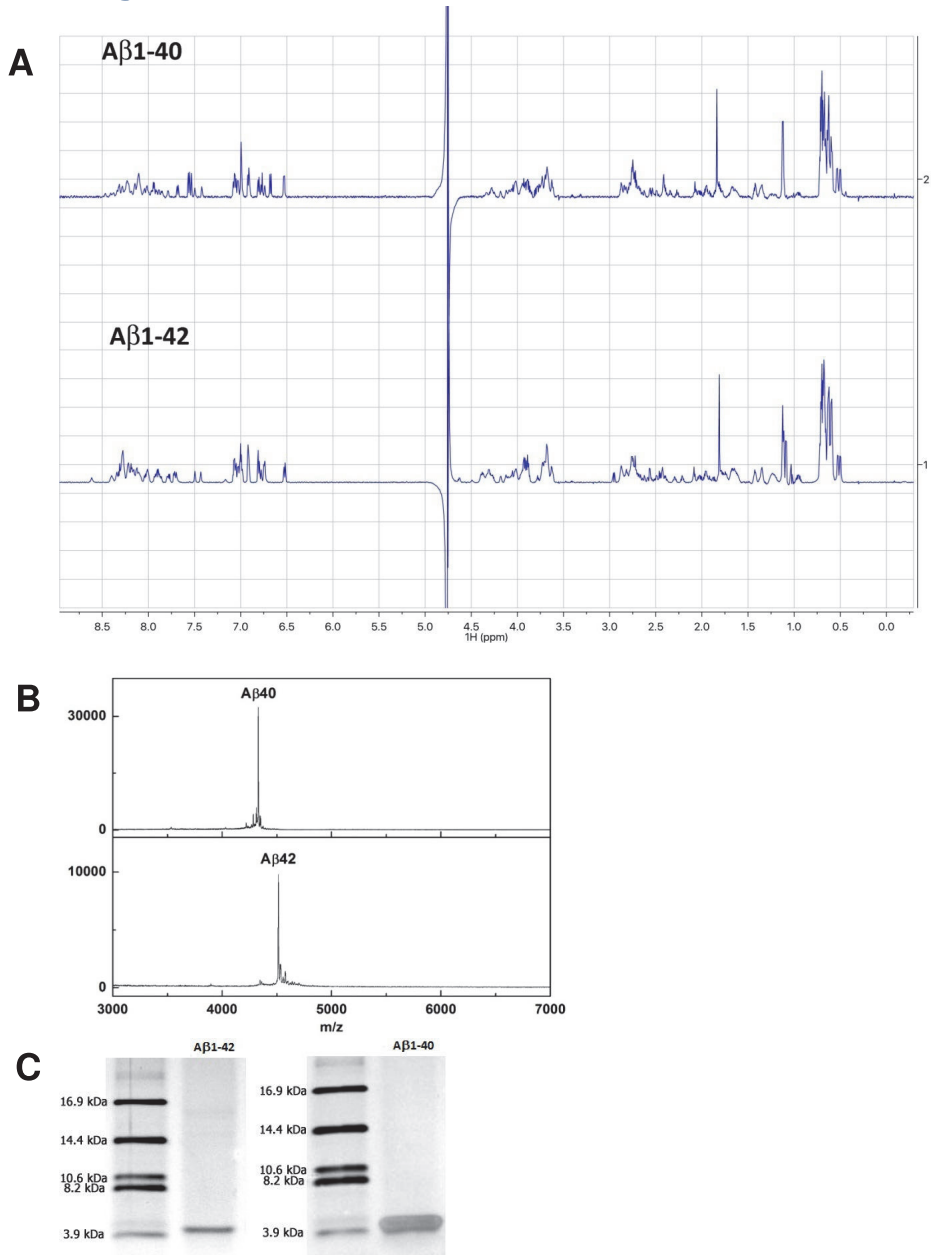 A
Aβ1-40
2
Aβ1-42
1
8.5 8.0 7.5 7.0 6.5 6.0 5.5 5.0 4.5 4.0 3.5 3.0 2.5 2.0 1.5 1.0 0.5 0.0
1H (ppm)
B
Aβ40
30000
0
Aβ42
10000
0
3000 4000 5000 6000 7000
m/z
C
Aβ1-42
16.9 kDa
14.4 kDa
10.6 kDa
8.2 kDa
3.9 kDa
Aβ1-40
16.9 kDa
14.4 kDa
10.6 kDa
8.2 kDa
3.9 kDa